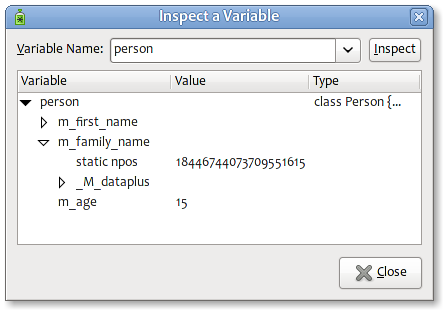 Inspect a Variable
Variable Name: person Inspect
Variable Value Type
person class Person {...
m_first_name
m_family_name
static npos 18446744073709551615
_M_dataplus
m_age 15
Close